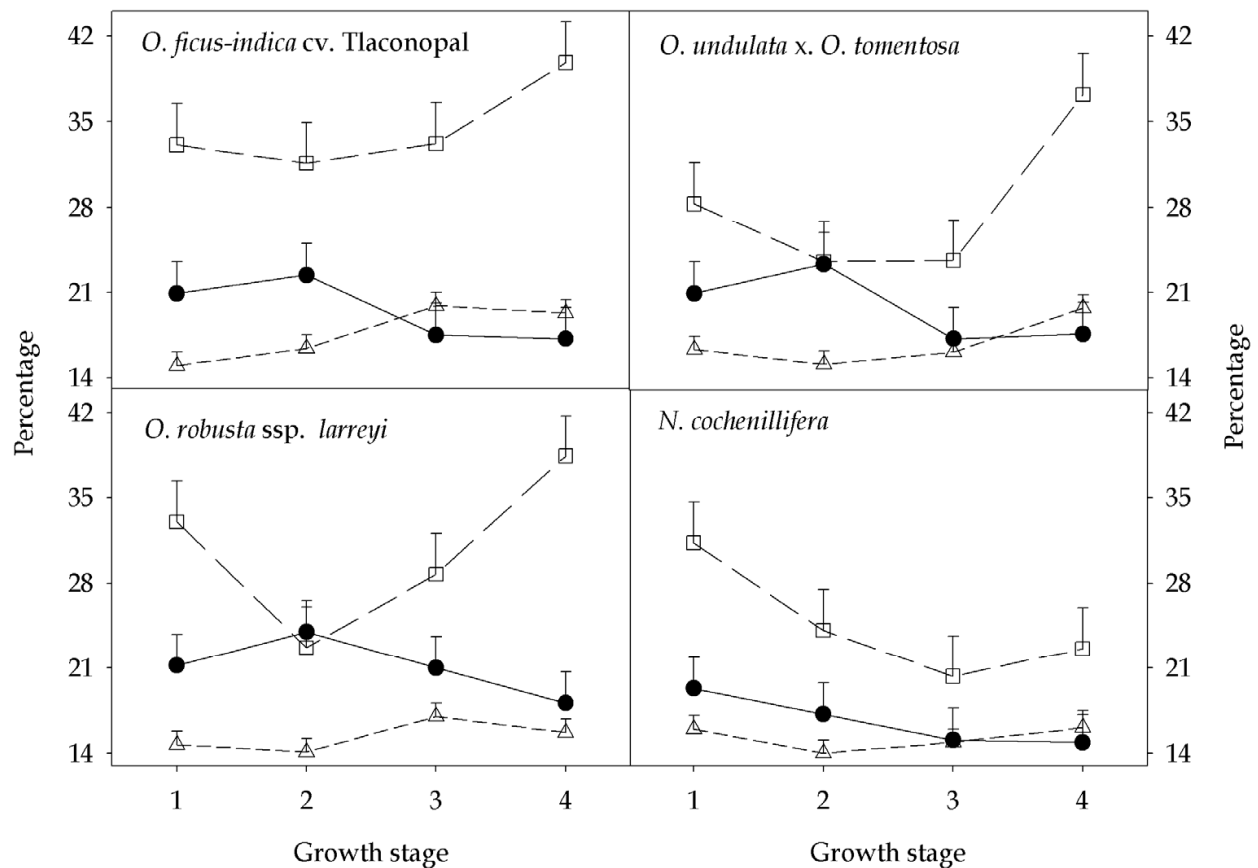 42
O. ficus-indica cv. Tlaconopal
O. undulata x. O. tomentosa
42
35
35
28
28
21
21
14
14
Percentage
Percentage
42
O. robusta ssp. larreyi
N. cochenillifera
42
35
35
28
28
21
21
14
14
1 2 3 4
1 2 3 4
Growth stage
Growth stage